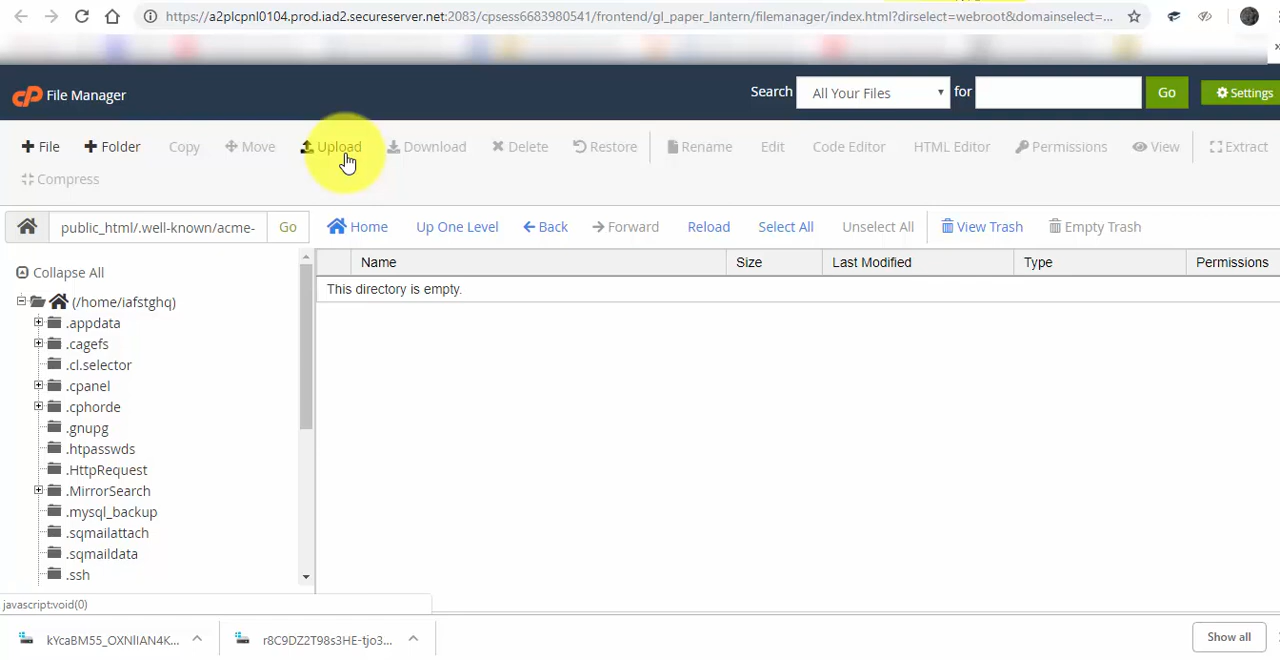 https://a2plcpnl0104.prod.iad2.secureserver.net:2083/cpsess6683980541/frontend/gl_paper_lantern/filemanager/index.html?dirselect=webroot&domainselect=...
cP File Manager
Search All Your Files for Go Settings
File Folder Copy Move Upload Download Delete Restore Rename Edit Code Editor HTML Editor Permissions View Extract
Compress
public_html/.well-known/acme- Go Home Up One Level Back Forward Reload Select All Unselect All View Trash Empty Trash
Collapse All
Name Size Last Modified Type Permissions
This directory is empty.
(/home/iafstghq)
.appdata
.cagefs
.cl.selector
.cpanel
.cphorde
.gnupg
.htpasswds
.HttpRequest
.MirrorSearch
.mysql_backup
.sqmailattach
.sqmaildata
.ssh
javascript:void(0)
kYcaBM55_OXNlIAN4K... r8C9DZ2T98s3HE-tjo3... Show all